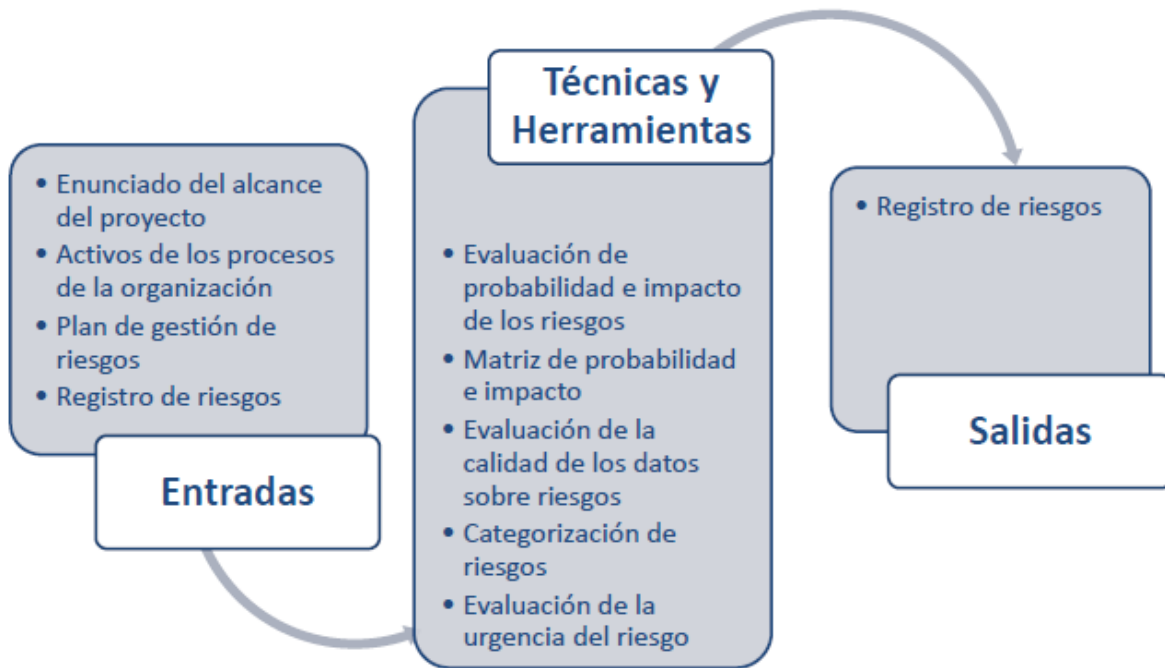 • Enunciado del alcance
del proyecto
• Activos de los procesos
de la organización
• Plan de gestión de
riesgos
• Registro de riesgos
Entradas
Técnicas y
Herramientas
• Evaluación de
probabilidad e impacto
de los riesgos
• Matriz de probabilidad
e impacto
• Evaluación de la
calidad de los datos
sobre riesgos
• Categorización de
riesgos
• Evaluación de la
urgencia del riesgo
• Registro de riesgos
Salidas